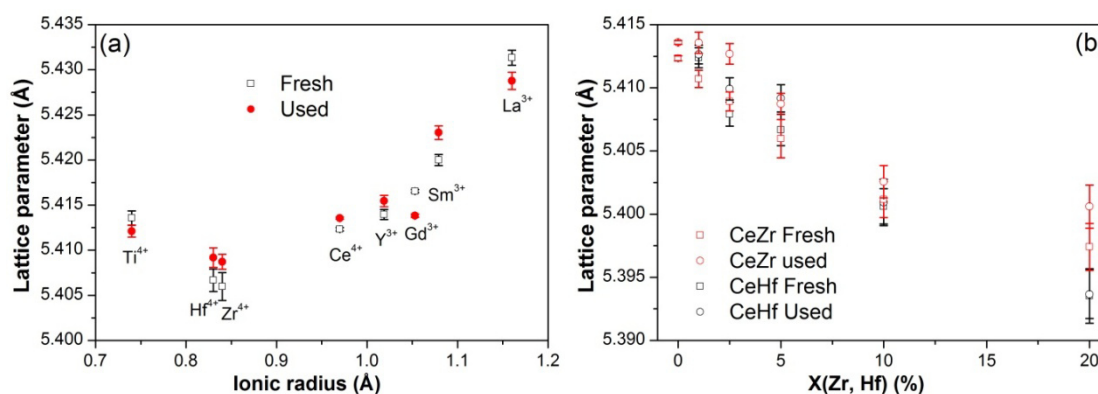 5.435
5.430
5.425
5.420
5.415
5.410
5.405
5.400
Lattice parameter (Å)
(a)
Fresh
Used
La³⁺
Sm³⁺
Gd³⁺
Y³⁺
Ce⁴⁺
Ti⁴⁺
Hf⁴⁺
Zr⁴⁺
0.7 0.8 0.9 1.0 1.1 1.2
Ionic radius (Å)
5.415
5.410
5.405
5.400
5.395
5.390
Lattice parameter (Å)
(b)
CeZr Fresh
CeZr used
CeHf Fresh
CeHf Used
0 5 10 15 20
X(Zr, Hf) (%)